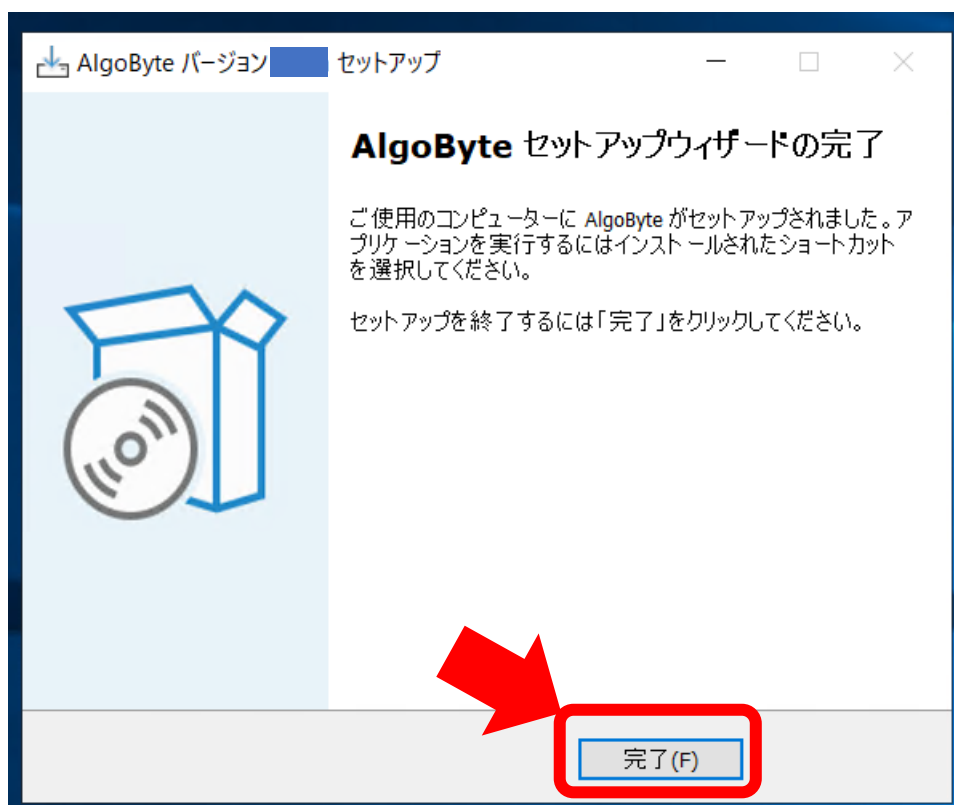 AlgoByte バージョン セットアップ
AlgoByte セットアップウィザードの完了
ご使用のコンピューターに AlgoByte がセットアップされました。ア
プリケーションを実行するにはインストールされたショートカット
を選択してください。
セットアップを終了するには「完了」をクリックしてください。
完了(F)